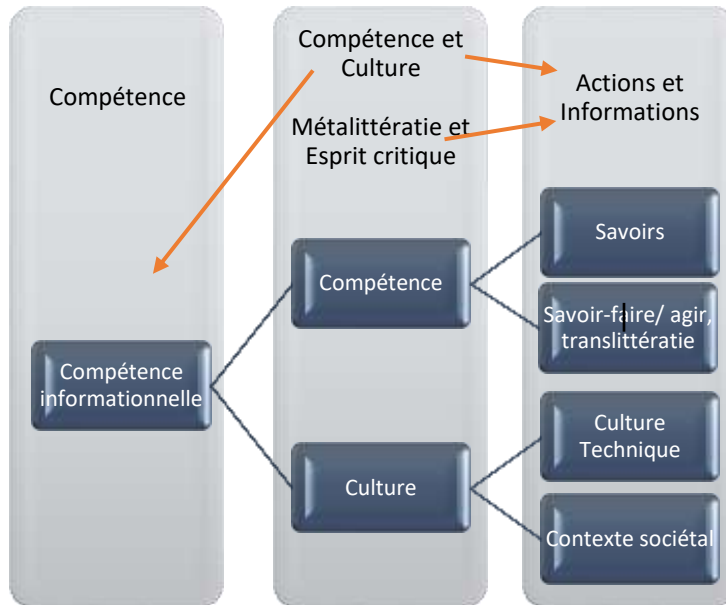 Compétence
Compétence et
Culture
Métalittératie et
Esprit critique
Actions et
Informations
Compétence
informationnelle
Compétence
Culture
Savoirs
Savoir-faire/ agir,
translittératie
Culture
Technique
Contexte sociétal